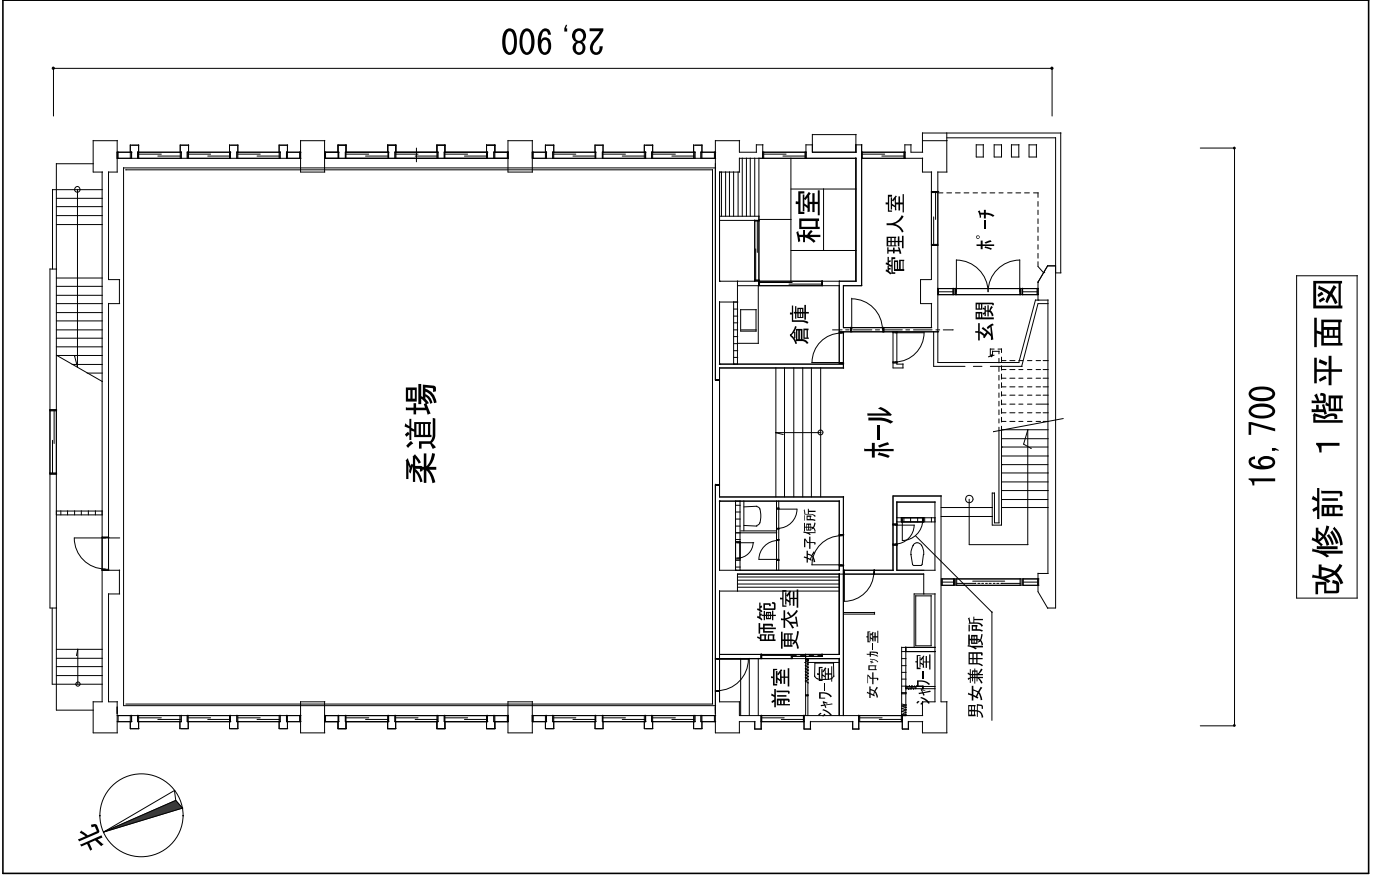 改修前 1階平面図
28,900
16,700
柔道場
和室
管理人室
ポーチ
倉庫
玄関
ホール
女子便所
師範
更衣室
前室
シャワー室
女子ロッカー室
シャワー室
男女兼用便所
北